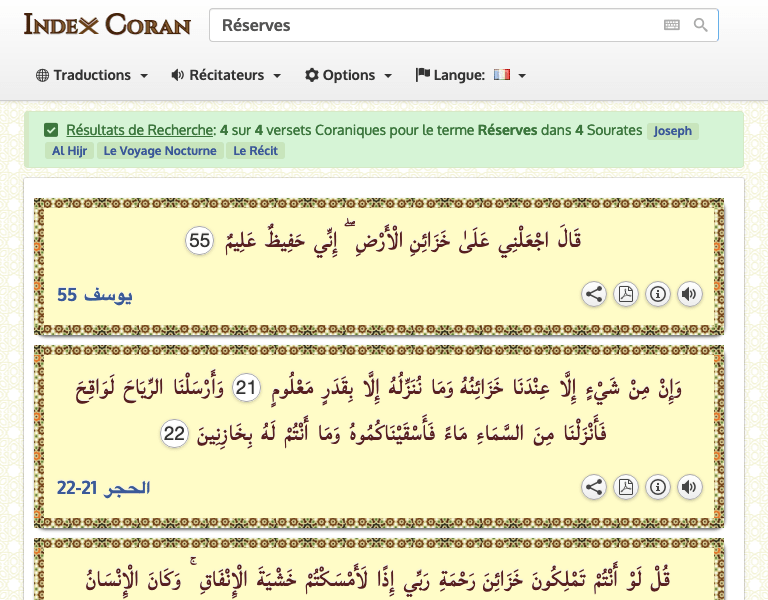 Index Coran
Réserves
Traductions
Récitateurs
Options
Langue:
Résultats de Recherche: 4 sur 4 versets Coraniques pour le terme Réserves dans 4 Sourates Joseph
Al Hijr Le Voyage Nocturne Le Récit
قَالَ اجْعَلْنِي عَلَىٰ خَزَائِنِ الْأَرْضِ ۖ إِنِّي حَفِيظٌ عَلِيمٌ 55
يوسف 55
وَإِنْ مِنْ شَيْءٍ إِلَّا عِنْدَنَا خَزَائِنُهُ وَمَا نُنَزِّلُهُ إِلَّا بِقَدَرٍ مَعْلُومٍ 21 وَأَرْسَلْنَا الرِّيَاحَ لَوَاقِحَ
فَأَنْزَلْنَا مِنَ السَّمَاءِ مَاءً فَأَسْقَيْنَاكُمُوهُ وَمَا أَنْتُمْ لَهُ بِخَازِنِينَ 22
الحجر 21-22
قُلْ لَوْ أَنْتُمْ تَمْلِكُونَ خَزَائِنَ رَحْمَةِ رَبِّي إِذًا لَأَمْسَكْتُمْ خَشْيَةَ الْإِنْفَاقِ ۚ وَكَانَ الْإِنْسَانُ